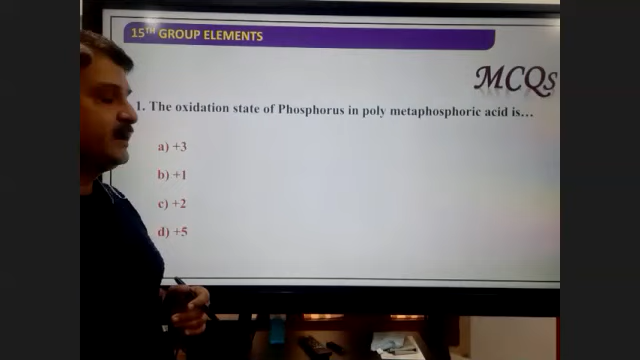 15TH GROUP ELEMENTS
MCQs
1. The oxidation state of Phosphorus in poly metaphosphoric acid is...
a) +3
b) +1
c) +2
d) +5